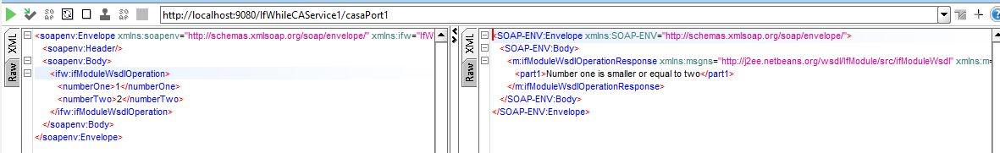 http://localhost:9080/IfWhileCAService1/casaPort1
XML
Raw
<soapenv:Envelope xmlns:soapenv="http://schemas.xmlsoap.org/soap/envelope/" xmlns:ifw="IfW
<soapenv:Header/>
<soapenv:Body>
<ifw:ifModuleWsdlOperation>
<numberOne>1</numberOne>
<numberTwo>2</numberTwo>
</ifw:ifModuleWsdlOperation>
</soapenv:Body>
</soapenv:Envelope>
XML
Raw
<SOAP-ENV:Envelope xmlns:SOAP-ENV="http://schemas.xmlsoap.org/soap/envelope/">
<SOAP-ENV:Body>
<m:ifModuleWsdlOperationResponse xmlns:msgns="http://j2ee.netbeans.org/wsdl/IfModule/src/ifModuleWsdl" xmlns:m=
<part1>Number one is smaller or equal to two</part1>
</m:ifModuleWsdlOperationResponse>
</SOAP-ENV:Body>
</SOAP-ENV:Envelope>